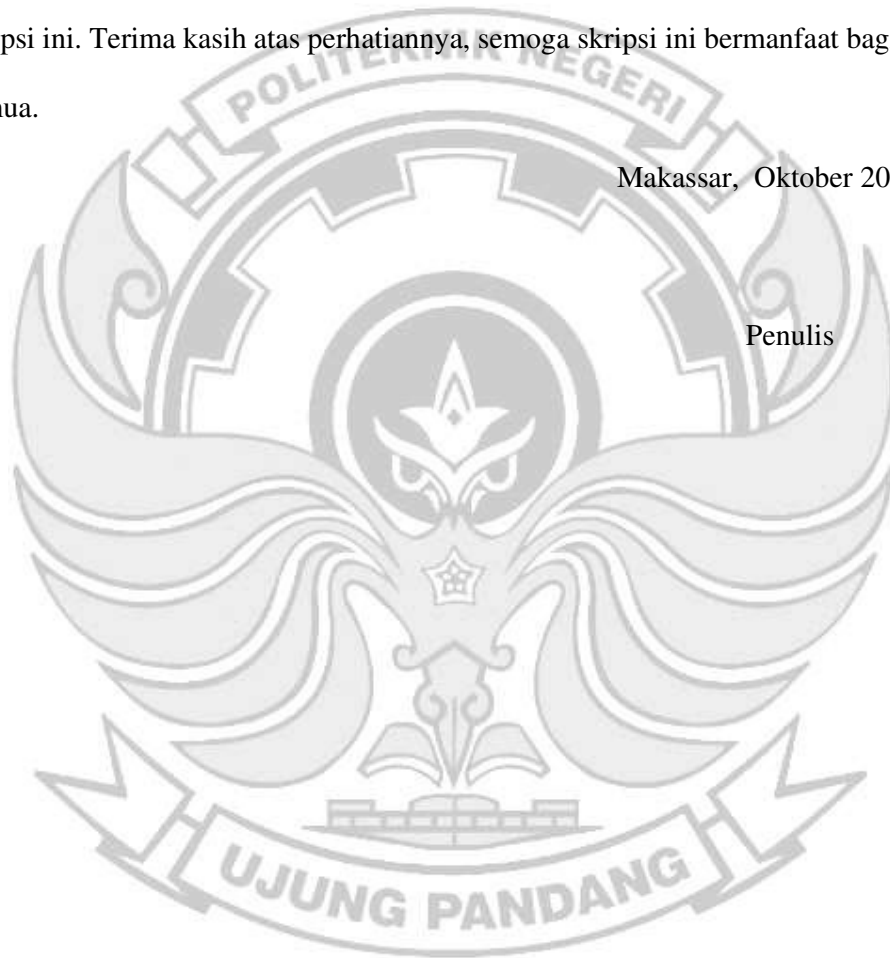 psi ini. Terima kasih atas perhatiannya, semoga skripsi ini bermanfaat bag
nua.
POLITEKNIK NEGERI
Makassar, Oktober 20
Penulis
UJUNG PANDANG